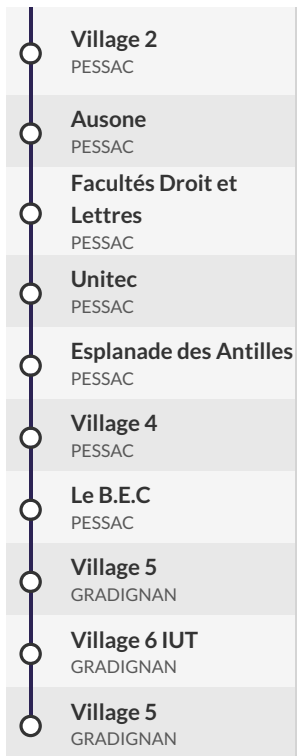 Village 2
PESSAC
Ausone
PESSAC
Facultés Droit et
Lettres
PESSAC
Unitec
PESSAC
Esplanade des Antilles
PESSAC
Village 4
PESSAC
Le B.E.C
PESSAC
Village 5
GRADIGNAN
Village 6 IUT
GRADIGNAN
Village 5
GRADIGNAN